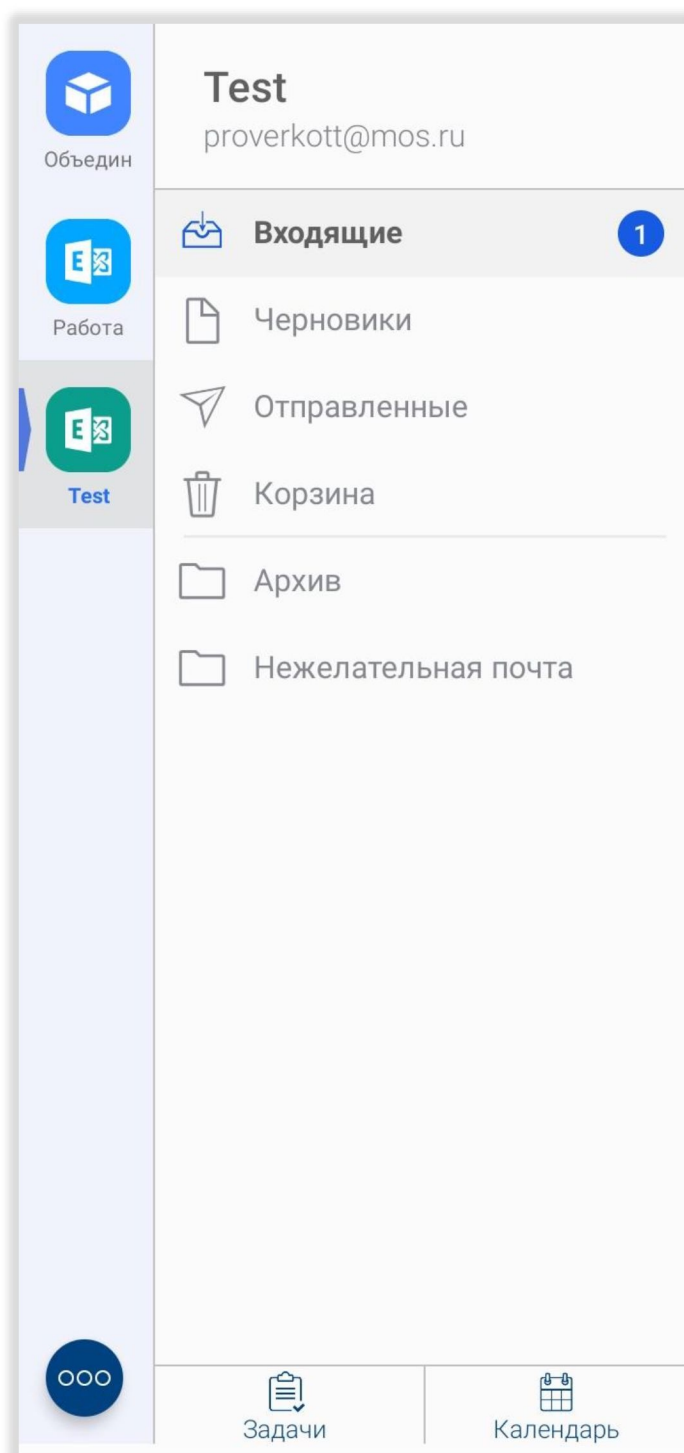 Объедин
Работа
Test
Test
proverkott@mos.ru
Входящие
1
Черновики
Отправленные
Корзина
Архив
Нежелательная почта
Задачи
Календарь